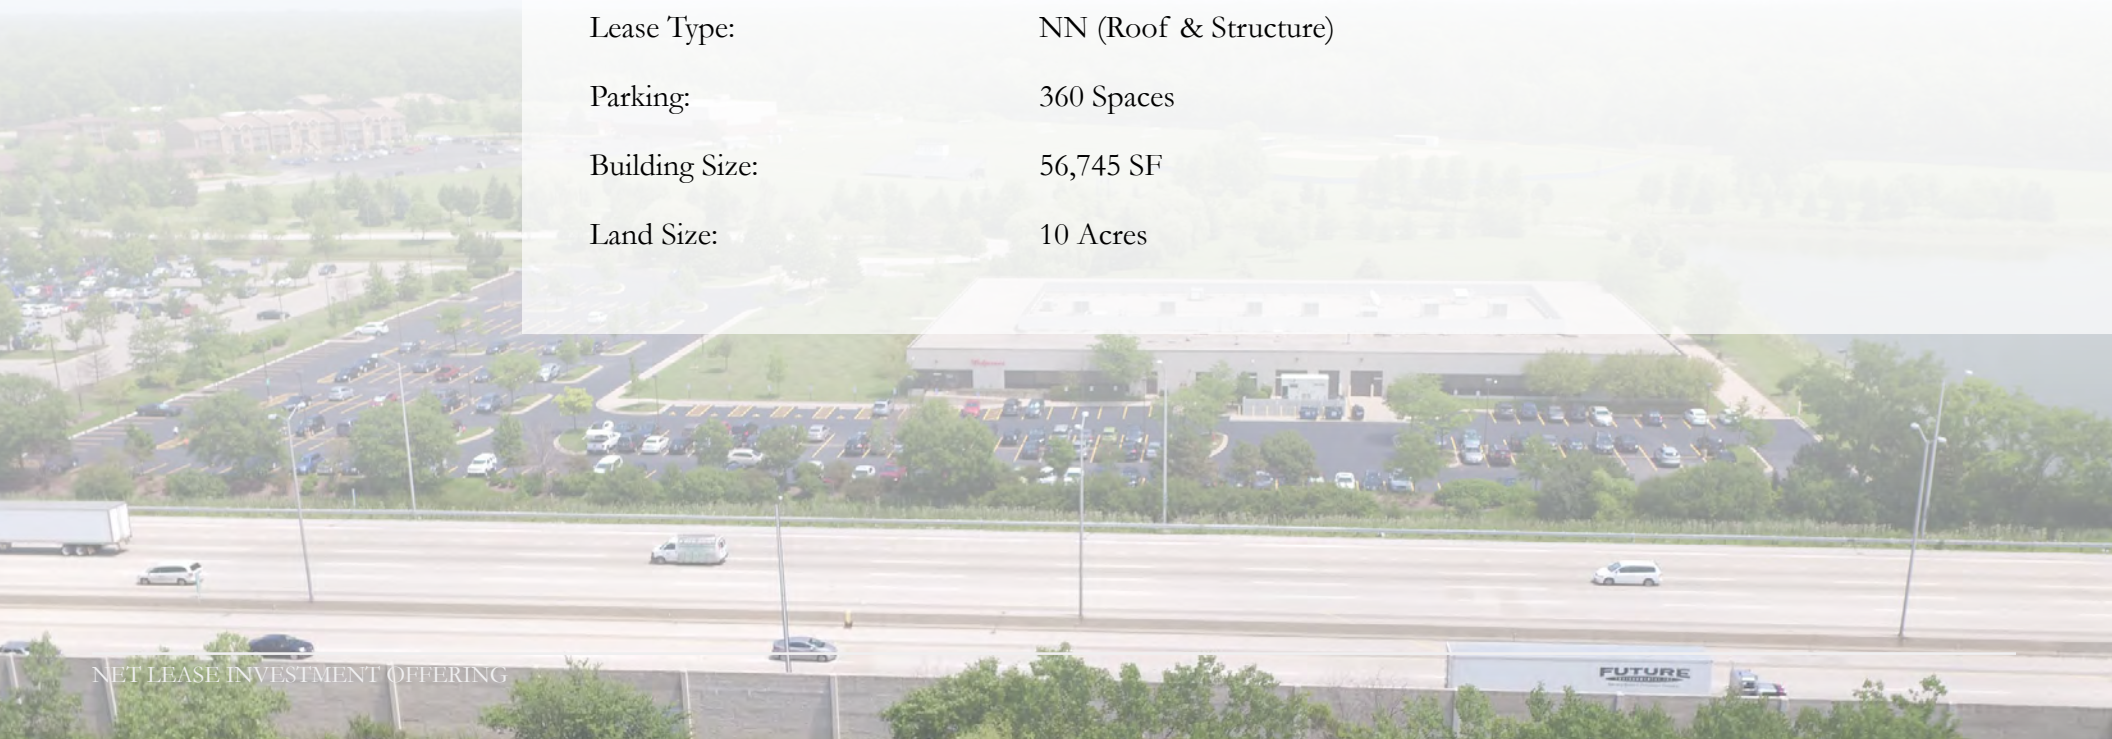 Lease Type: NN (Roof & Structure)
Parking: 360 Spaces
Building Size: 56,745 SF
Land Size: 10 Acres
NET LEASE INVESTMENT OFFERING
FUTURE